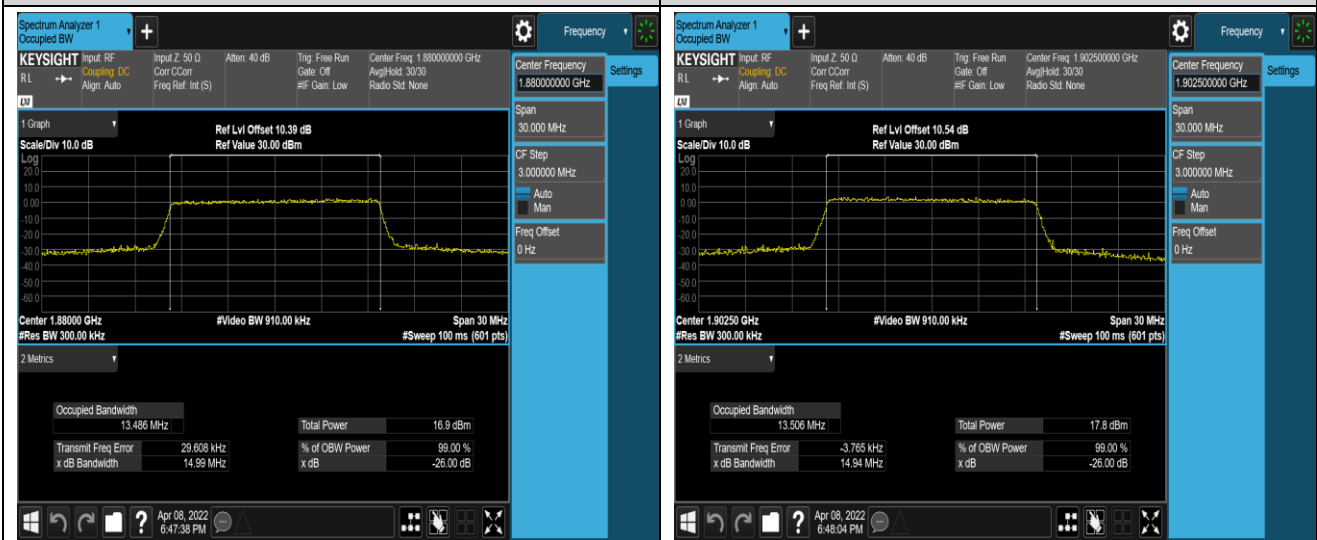 Spectrum Analyzer 1
Occupied BW
Frequency
KEYSIGHT Input: RF Input Z: 50 Ω Atten: 40 dB Trig: Free Run Center Freq: 1.880000000 GHz
RL Coupling: DC Corr CCorr Gate: Off Avg|Hold: 30/30
Align: Auto Freq Ref: Int (S) #IF Gain: Low Radio Std: None
LXI
Center Frequency
1.880000000 GHz
Settings
Span
30.000 MHz
CF Step
3.000000 MHz
Auto
Man
Freq Offset
0 Hz
1 Graph
Ref Lvl Offset 10.39 dB
Scale/Div 10.0 dB Ref Value 30.00 dBm
Log
20.0
10.0
0.00
-10.0
-20.0
-30.0
-40.0
-50.0
-60.0
Center 1.88000 GHz #Video BW 910.00 kHz Span 30 MHz
#Res BW 300.00 kHz #Sweep 100 ms (601 pts)
2 Metrics
Occupied Bandwidth
13.486 MHz Total Power 16.9 dBm
Transmit Freq Error 29.608 kHz % of OBW Power 99.00 %
x dB Bandwidth 14.99 MHz x dB -26.00 dB
Apr 08, 2022
6:47:38 PM
Spectrum Analyzer 1
Occupied BW
Frequency
KEYSIGHT Input: RF Input Z: 50 Ω Atten: 40 dB Trig: Free Run Center Freq: 1.902500000 GHz
RL Coupling: DC Corr CCorr Gate: Off Avg|Hold: 30/30
Align: Auto Freq Ref: Int (S) #IF Gain: Low Radio Std: None
LXI
Center Frequency
1.902500000 GHz
Settings
Span
30.000 MHz
CF Step
3.000000 MHz
Auto
Man
Freq Offset
0 Hz
1 Graph
Ref Lvl Offset 10.54 dB
Scale/Div 10.0 dB Ref Value 30.00 dBm
Log
20.0
10.0
0.00
-10.0
-20.0
-30.0
-40.0
-50.0
-60.0
Center 1.90250 GHz #Video BW 910.00 kHz Span 30 MHz
#Res BW 300.00 kHz #Sweep 100 ms (601 pts)
2 Metrics
Occupied Bandwidth
13.506 MHz Total Power 17.8 dBm
Transmit Freq Error -3.765 kHz % of OBW Power 99.00 %
x dB Bandwidth 14.94 MHz x dB -26.00 dB
Apr 08, 2022
6:48:04 PM